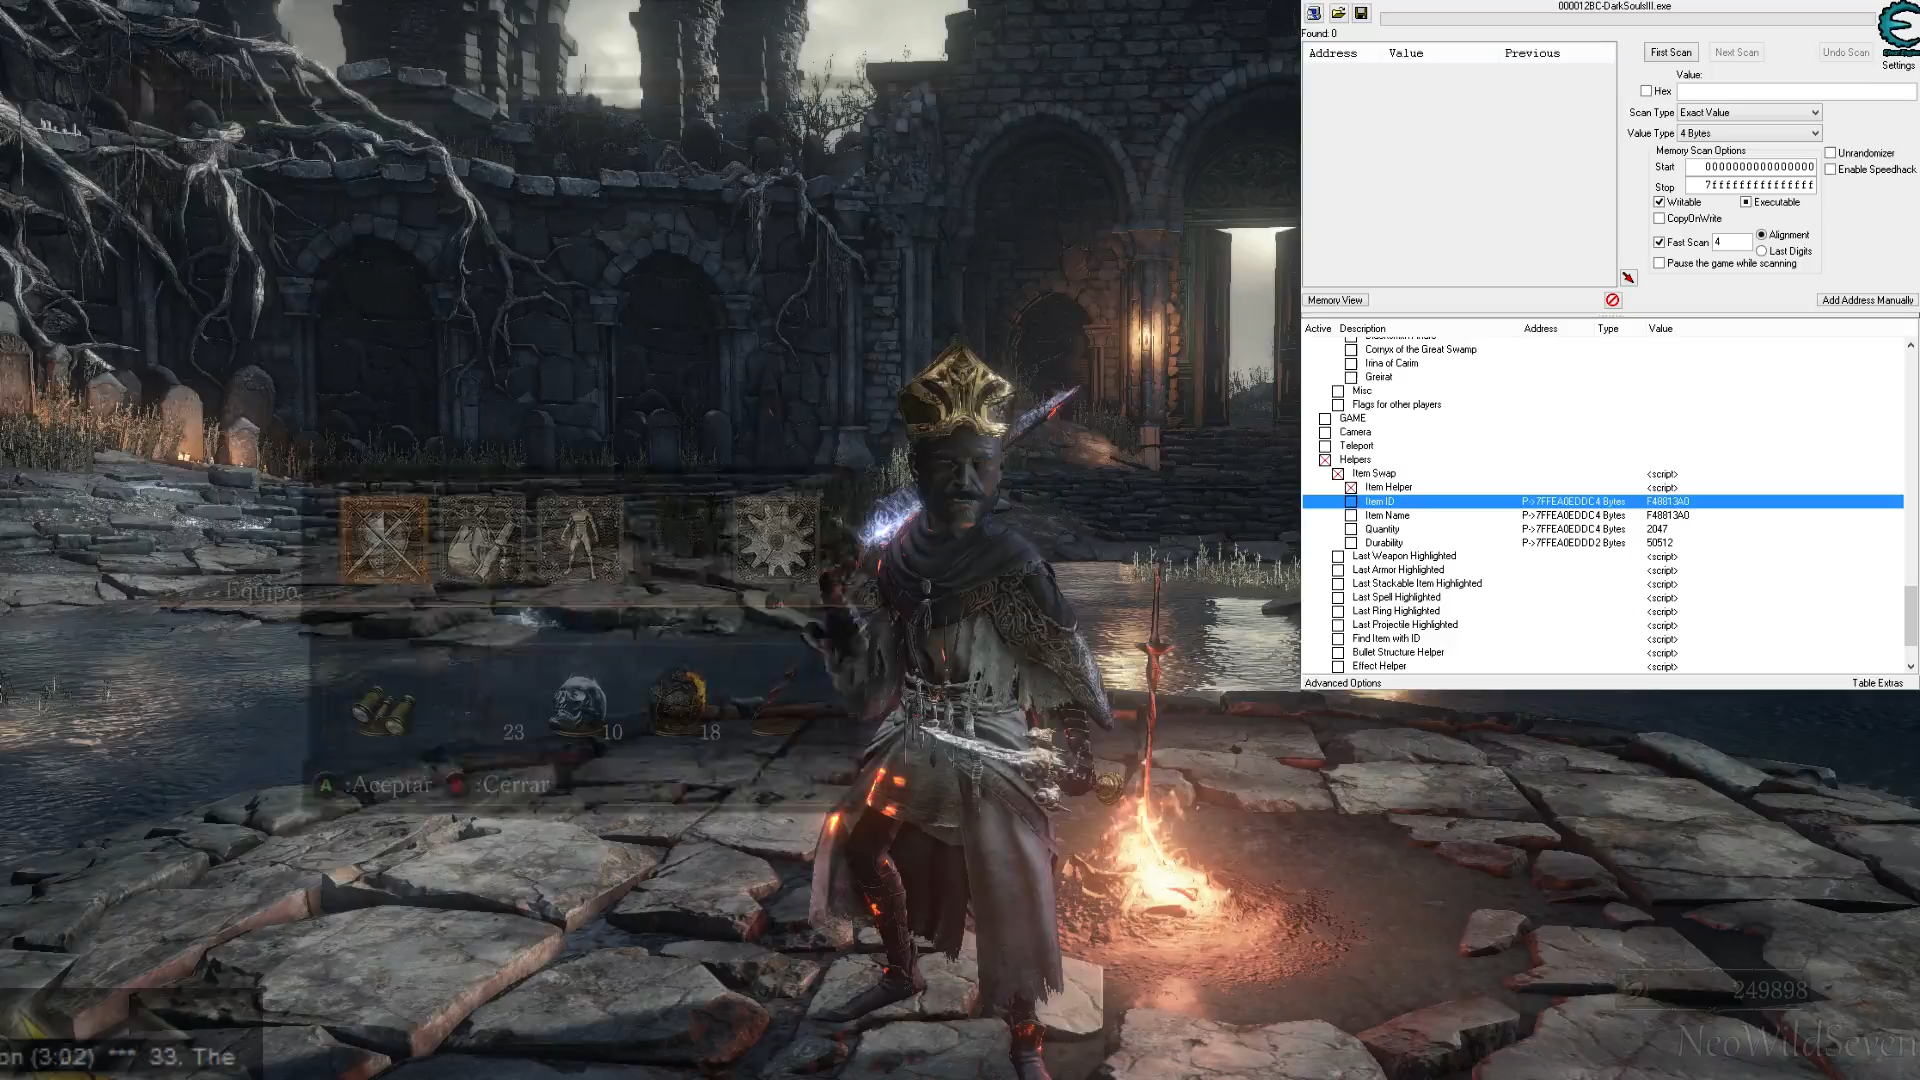 000012BC-DarkSoulsIII.exe
Found: 0
Address Value Previous
First Scan Next Scan Undo Scan
Settings
Value:
Hex
Scan Type Exact Value
Value Type 4 Bytes
Memory Scan Options
Unrandomizer
Start 0000000000000000
Enable Speedhack
Stop 7fffffffffffffff
Writable Executable
CopyOnWrite
Fast Scan 4 Alignment
Last Digits
Pause the game while scanning
Memory View Add Address Manually
Active Description Address Type Value
Cornyx of the Great Swamp
Irina of Carim
Greirat
Misc
Flags for other players
GAME
Camera
Teleport
Helpers
Item Swap <script>
Item Helper <script>
Item ID P->7FFEA0EDDC4 Bytes F48813A0
Item Name P->7FFEA0EDDC4 Bytes F48813A0
Quantity P->7FFEA0EDDC4 Bytes 2047
Durability P->7FFEA0EDDD2 Bytes 50512
Last Weapon Highlighted <script>
Last Armor Highlighted <script>
Last Stackable Item Highlighted <script>
Last Spell Highlighted <script>
Last Ring Highlighted <script>
Last Projectile Highlighted <script>
Find Item with ID <script>
Bullet Structure Helper <script>
Effect Helper <script>
Advanced Options Table Extras
Equipo
23 10 18
A :Aceptar :Cerrar
249898
NeoWildSeven
on (3:02) *** 33, The